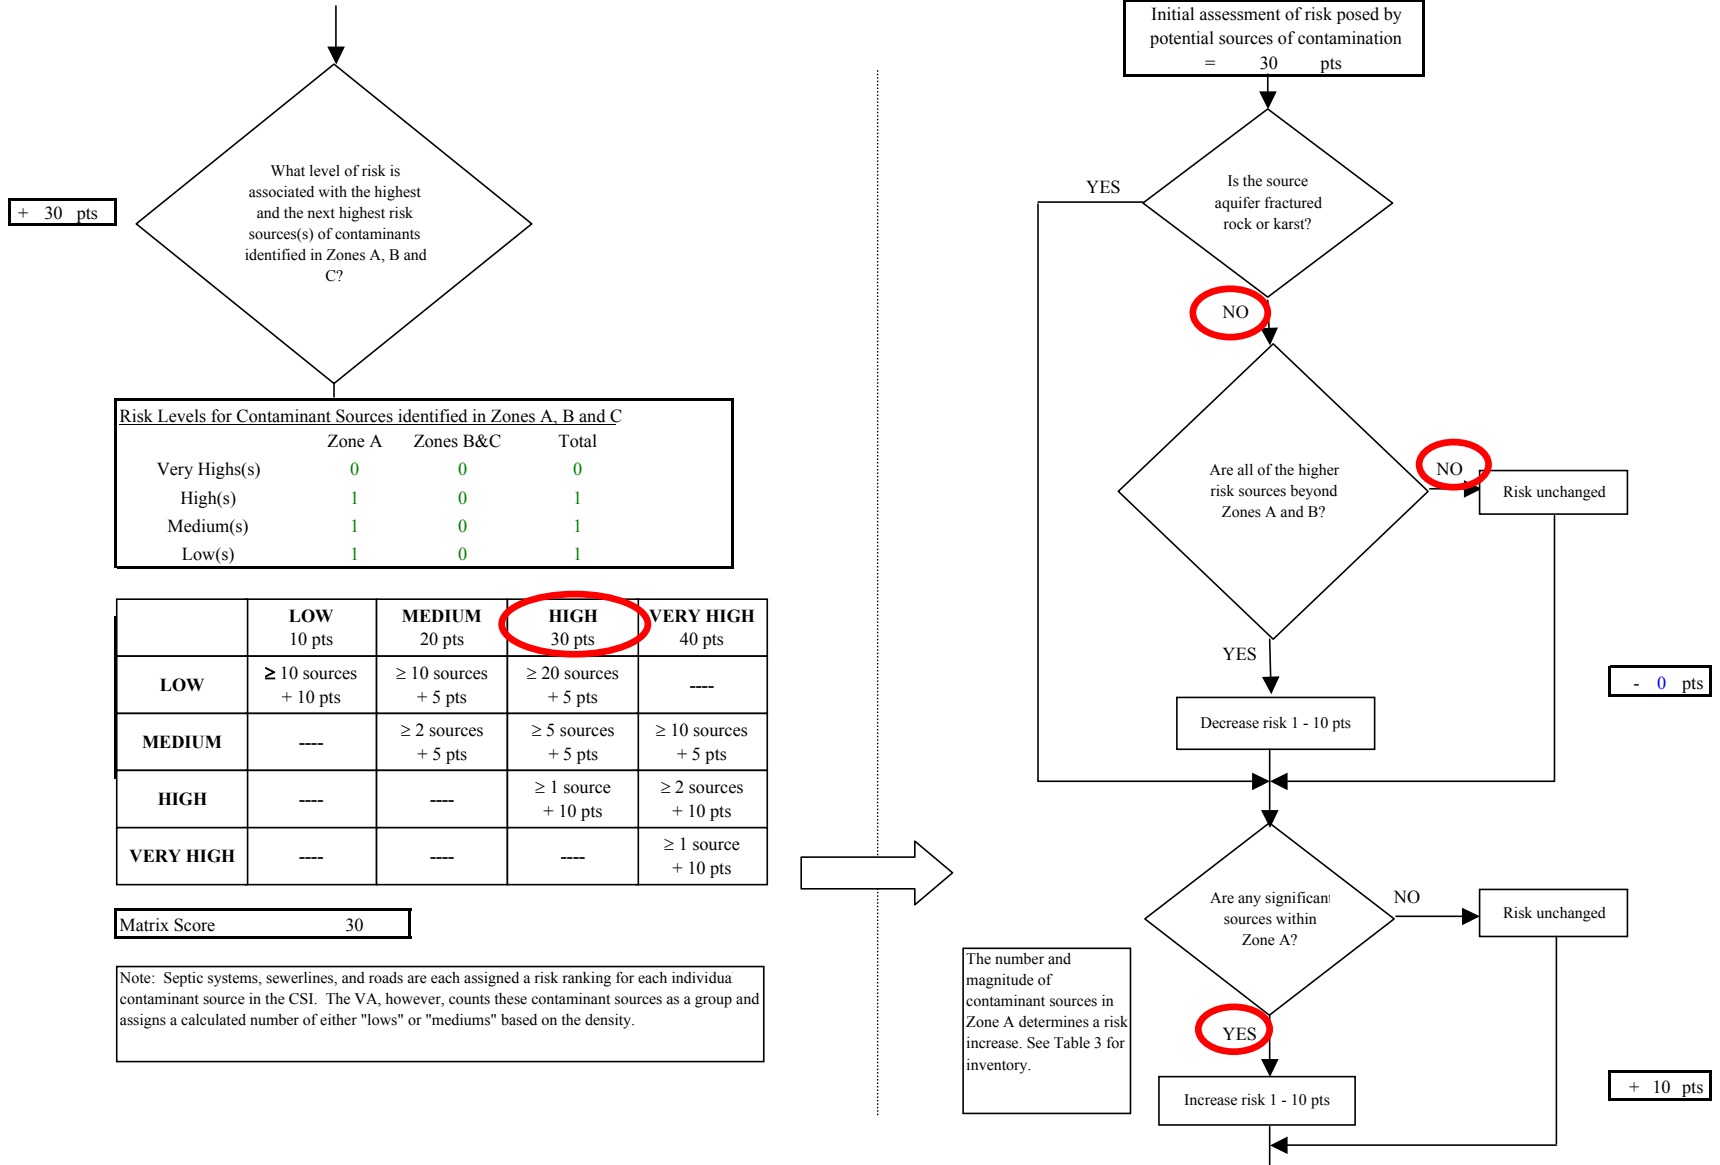 What level of risk is
associated with the highest
and the next highest risk
sources(s) of contaminants
identified in Zones A, B and
C?
+ 30 pts
Risk Levels for Contaminant Sources identified in Zones A, B and C
Zone A Zones B&C Total
Very Highs(s) 0 0 0
High(s) 1 0 1
Medium(s) 1 0 1
Low(s) 1 0 1
LOW MEDIUM HIGH VERY HIGH
10 pts 20 pts 30 pts 40 pts
LOW ≥ 10 sources ≥ 10 sources ≥ 20 sources ----
+ 10 pts + 5 pts + 5 pts
MEDIUM ---- ≥ 2 sources ≥ 5 sources ≥ 10 sources
+ 5 pts + 5 pts + 5 pts
HIGH ---- ---- ≥ 1 source ≥ 2 sources
+ 10 pts + 10 pts
VERY HIGH ---- ---- ---- ≥ 1 source
+ 10 pts
Matrix Score 30
Note: Septic systems, sewerlines, and roads are each assigned a risk ranking for each individua
contaminant source in the CSI. The VA, however, counts these contaminant sources as a group and
assigns a calculated number of either "lows" or "mediums" based on the density.
Initial assessment of risk posed by
potential sources of contamination
= 30 pts
Is the source
aquifer fractured
rock or karst?
YES
NO
Are all of the higher
risk sources beyond
Zones A and B?
NO
Risk unchanged
YES
Decrease risk 1 - 10 pts
- 0 pts
Are any significant
sources within
Zone A?
NO
Risk unchanged
The number and
magnitude of
contaminant sources in
Zone A determines a risk
increase. See Table 3 for
inventory.
YES
Increase risk 1 - 10 pts
+ 10 pts